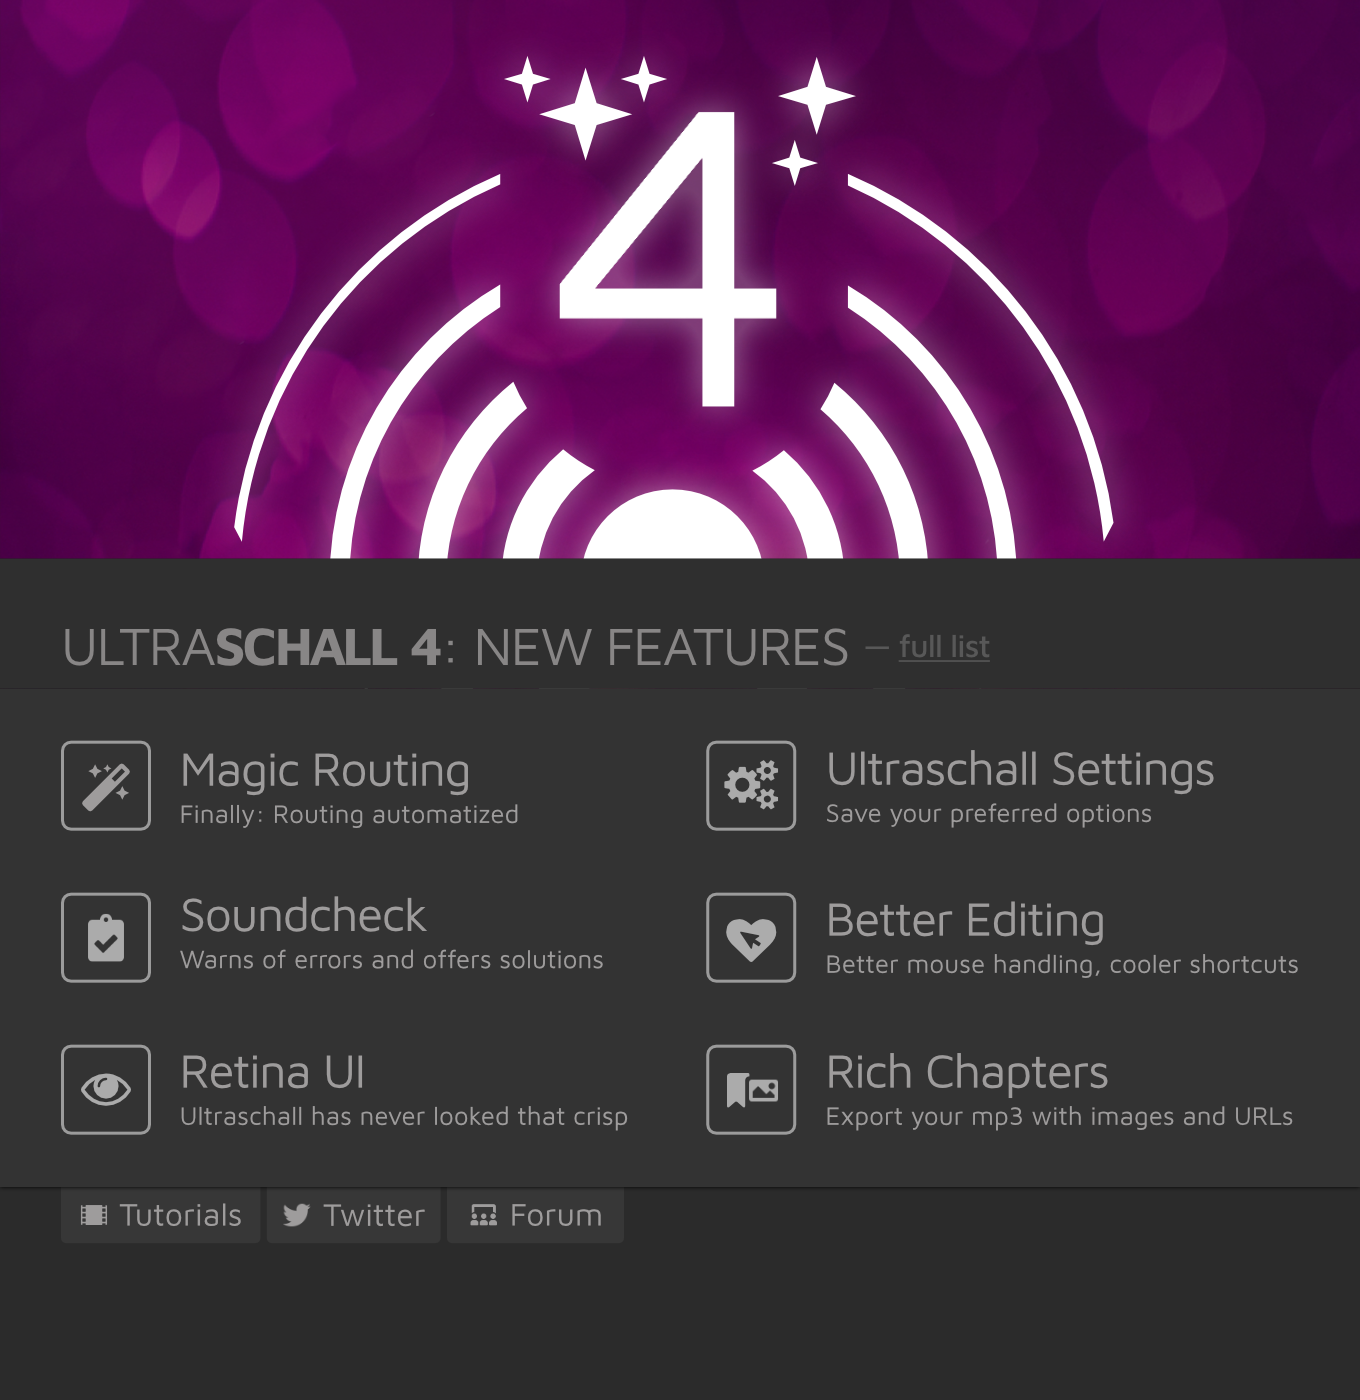 4
ULTRASCHALL 4: NEW FEATURES – full list
Magic Routing
Finally: Routing automatized
Ultraschall Settings
Save your preferred options
Soundcheck
Warns of errors and offers solutions
Better Editing
Better mouse handling, cooler shortcuts
Retina UI
Ultraschall has never looked that crisp
Rich Chapters
Export your mp3 with images and URLs
Tutorials
Twitter
Forum